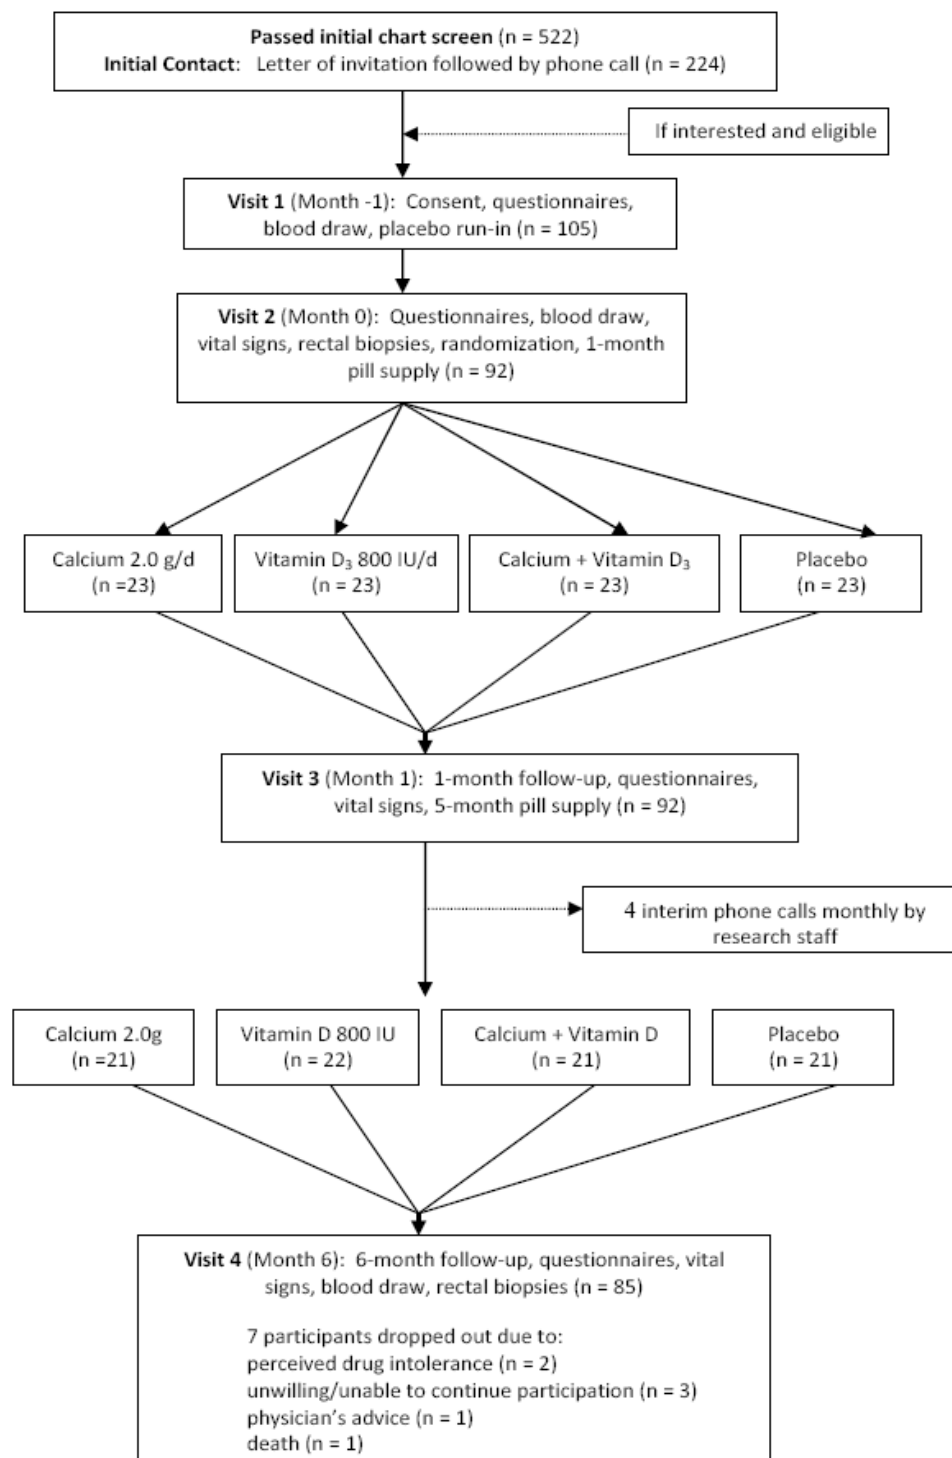 Passed initial chart screen (n = 522)
Initial Contact: Letter of invitation followed by phone call (n = 224)
If interested and eligible
Visit 1 (Month -1): Consent, questionnaires,
blood draw, placebo run-in (n = 105)
Visit 2 (Month 0): Questionnaires, blood draw,
vital signs, rectal biopsies, randomization, 1-month
pill supply (n = 92)
Calcium 2.0 g/d
(n =23)
Vitamin D₃ 800 IU/d
(n = 23)
Calcium + Vitamin D₃
(n = 23)
Placebo
(n = 23)
Visit 3 (Month 1): 1-month follow-up, questionnaires,
vital signs, 5-month pill supply (n = 92)
4 interim phone calls monthly by
research staff
Calcium 2.0g
(n =21)
Vitamin D 800 IU
(n = 22)
Calcium + Vitamin D
(n = 21)
Placebo
(n = 21)
Visit 4 (Month 6): 6-month follow-up, questionnaires, vital
signs, blood draw, rectal biopsies (n = 85)
7 participants dropped out due to:
perceived drug intolerance (n = 2)
unwilling/unable to continue participation (n = 3)
physician's advice (n = 1)
death (n = 1)